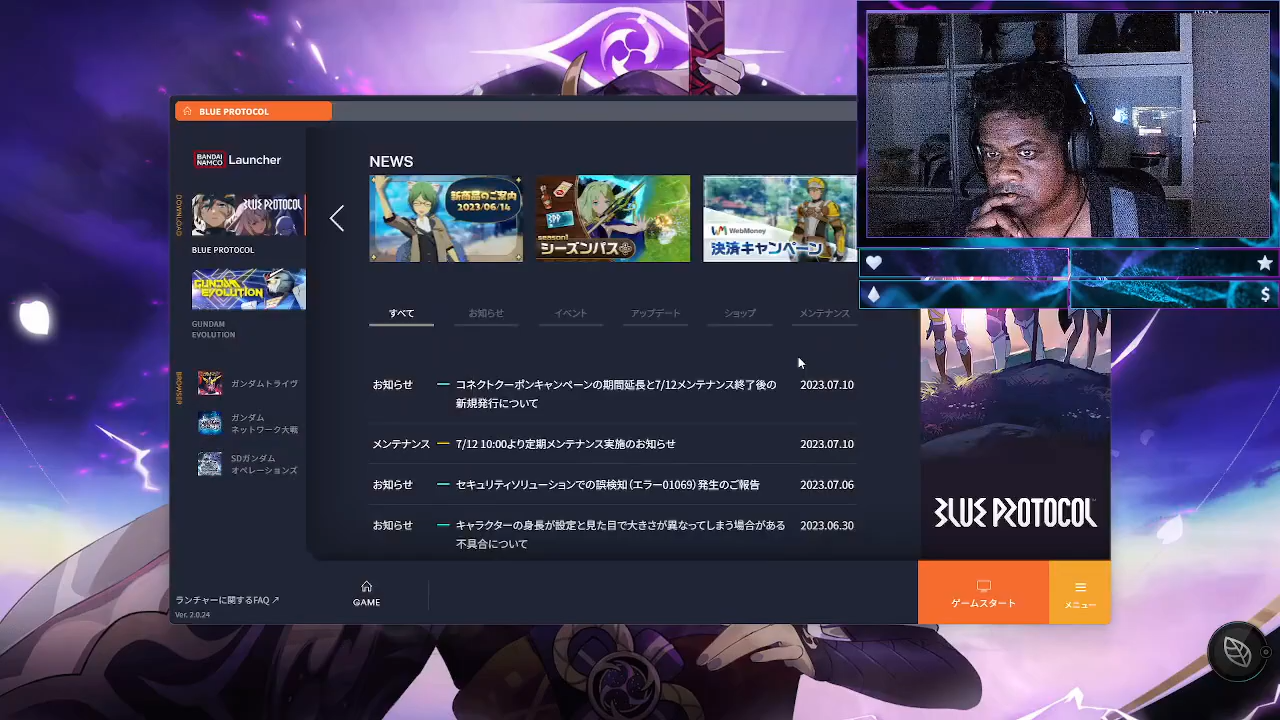 BLUE PROTOCOL
BANDAI NAMCO Launcher
DOWNLOAD
BLUE PROTOCOL
BLUE PROTOCOL
GUNDAM EVOLUTION
GUNDAM
EVOLUTION
BROWSER
ガンダムトライヴ
ガンダム
ネットワーク大戦
SDガンダム
オペレーションズ
ランチャーに関するFAQ
Ver. 2.0.24
NEWS
新商品のご案内
2023/06/14
season1
シーズンパス
WebMoney
決済キャンペーン
すべて
お知らせ
イベント
アップデート
ショップ
メンテナンス
お知らせ コネクトクーポンキャンペーンの期間延長と7/12メンテナンス終了後の 2023.07.10
新規発行について
メンテナンス 7/12 10:00より定期メンテナンス実施のお知らせ 2023.07.10
お知らせ セキュリティソリューションでの誤検知(エラー01069)発生のご報告 2023.07.06
お知らせ キャラクターの身長が設定と見た目で大きさが異なってしまう場合がある 2023.06.30
不具合について
GAME
BLUE PROTOCOL
ゲームスタート
メニュー
$